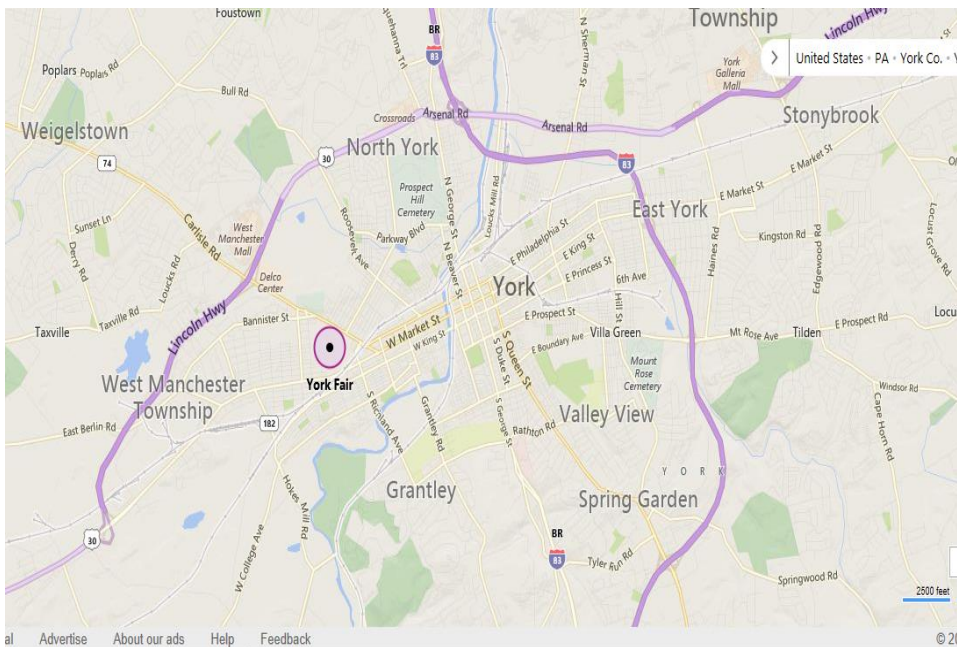 Foustown
Township
Lincoln Hwy
BR
83
Susquehanna Trl
N Sherman St
York
Galleria
Mall
United States • PA • York Co. •
Poplars
Poplars Rd
Bull Rd
Crossroads
Arsenal Rd
Arsenal Rd
Stonybrook
Weigelstown
North York
30
74
83
E Market St
E Market St
Prospect
Hill
Cemetery
N George St
Loucks Mill Rd
East York
Sunset Ln
Carlisle Rd
West
Manchester
Mall
Roosevelt Ave
Parkway Blvd
N Beaver St
E Philadelphia St
E King St
E Princess St
6th Ave
Haines Rd
Kingston Rd
Edgewood Rd
Locust Grove Rd
Derry Rd
Loucks Rd
Delco
Center
York
Taxville
Taxville Rd
Lincoln Hwy
Bannister St
W Market St
W King St
E Prospect St
Hill St
Villa Green
Mt Rose Ave
Tilden
E Prospect Rd
Locu
E Boundary Ave
York Fair
S Queen St
S Duke St
Mount
Rose
Cemetery
West Manchester
Township
182
S Richland Ave
Grantley Rd
S George St
Rathton Rd
Valley View
Windsor Rd
Cape Horn Rd
East Berlin Rd
Grantley
Y O R K
Spring Garden
Hokes Mill Rd
W College Ave
30
BR
83
Tyler Run Rd
Springwood Rd
2500 feet
al Advertise About our ads Help Feedback © 20